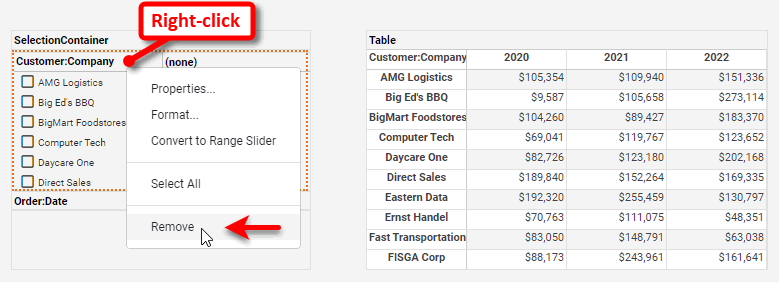 Right-click
SelectionContainer
Customer:Company (none)
AMG Logistics
Big Ed's BBQ
BigMart Foodstores
Computer Tech
Daycare One
Direct Sales
Order:Date
Properties...
Format...
Convert to Range Slider
Select All
Remove
Table
Customer:Company 2020 2021 2022
AMG Logistics $105,354 $109,940 $151,336
Big Ed's BBQ $9,587 $105,658 $273,114
BigMart Foodstores $104,260 $89,427 $183,370
Computer Tech $69,041 $119,767 $123,652
Daycare One $82,726 $123,180 $202,168
Direct Sales $189,840 $152,264 $169,335
Eastern Data $192,320 $255,459 $130,797
Ernst Handel $70,763 $111,075 $48,351
Fast Transportation $83,050 $148,791 $63,038
FISGA Corp $88,173 $243,961 $161,641